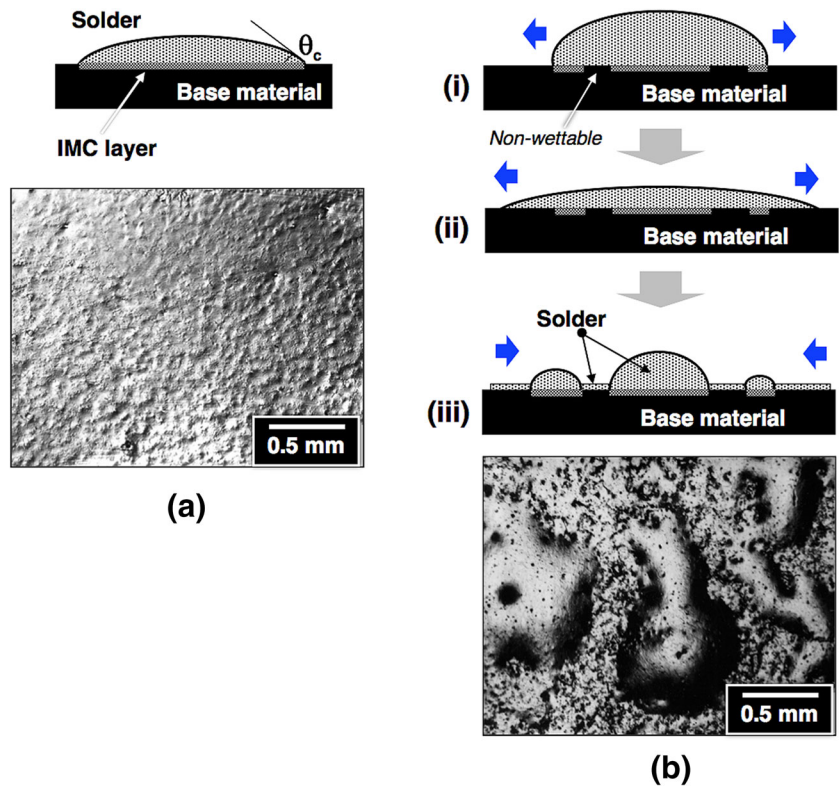 Solder
θc
Base material
IMC layer
0.5 mm
(a)
(i)
Base material
Non-wettable
(ii)
Base material
Solder
(iii)
Base material
0.5 mm
(b)